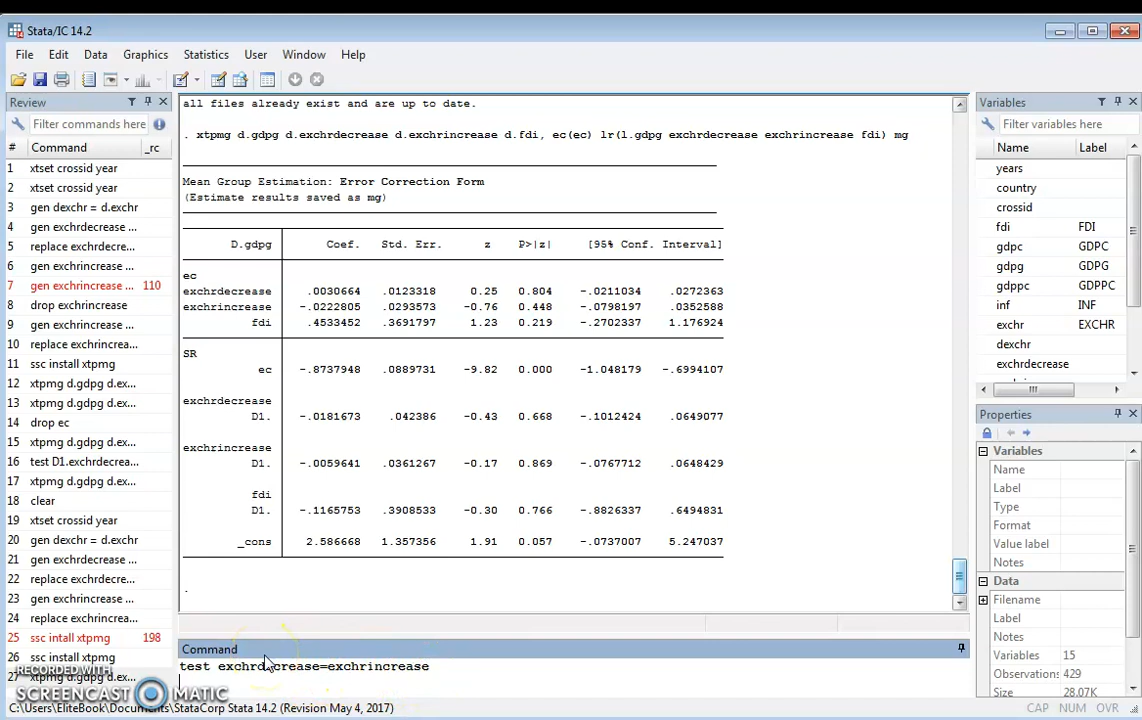 Stata/IC 14.2
File Edit Data Graphics Statistics User Window Help
Review
Filter commands here
# Command _rc
1 xtset crossid year
2 xtset crossid year
3 gen dexchr = d.exchr
4 gen exchrdecrease ...
5 replace exchrdecre...
6 gen exchrincrease ...
7 gen exchrincrease ... 110
8 drop exchrincrease
9 gen exchrincrease ...
10 replace exchrincrea...
11 ssc install xtpmg
12 xtpmg d.gdpg d.ex...
13 xtpmg d.gdpg d.ex...
14 drop ec
15 xtpmg d.gdpg d.ex...
16 test D1.exchrdecrea...
17 xtpmg d.gdpg d.ex...
18 clear
19 xtset crossid year
20 gen dexchr = d.exchr
21 gen exchrdecrease ...
22 replace exchrdecre...
23 gen exchrincrease ...
24 replace exchrincrea...
25 ssc intall xtpmg 198
26 ssc install xtpmg
27 xtpmg d.gdpg d.ex...
all files already exist and are up to date.
. xtpmg d.gdpg d.exchrdecrease d.exchrincrease d.fdi, ec(ec) lr(l.gdpg exchrdecrease exchrincrease fdi) mg
Mean Group Estimation: Error Correction Form
(Estimate results saved as mg)
D.gdpg Coef. Std. Err. z P>|z| [95% Conf. Interval]
ec
exchrdecrease .0030664 .0123318 0.25 0.804 -.0211034 .0272363
exchrincrease -.0222805 .0293573 -0.76 0.448 -.0798197 .0352588
fdi .4533452 .3691797 1.23 0.219 -.2702337 1.176924
SR
ec -.8737948 .0889731 -9.82 0.000 -1.048179 -.6994107
exchrdecrease
D1. -.0181673 .042386 -0.43 0.668 -.1012424 .0649077
exchrincrease
D1. -.0059641 .0361267 -0.17 0.869 -.0767712 .0648429
fdi
D1. -.1165753 .3908533 -0.30 0.766 -.8826337 .6494831
_cons 2.586668 1.357356 1.91 0.057 -.0737007 5.247037
.
Command
test exchrdecrease=exchrincrease
Variables
Filter variables here
Name Label
years
country
crossid
fdi FDI
gdpc GDPC
gdpg GDPG
gdppc GDPPC
inf INF
exchr EXCHR
dexchr
exchrdecrease
Properties
Variables
Name
Label
Type
Format
Value label
Notes
Data
Filename
Label
Notes
Variables 15
Observations 429
Size 28.07K
RECORDED WITH
SCREENCAST MATIC
C:\Users\EliteBook\Documents\StataCorp Stata 14.2 (Revision May 4, 2017)
CAP NUM OVR